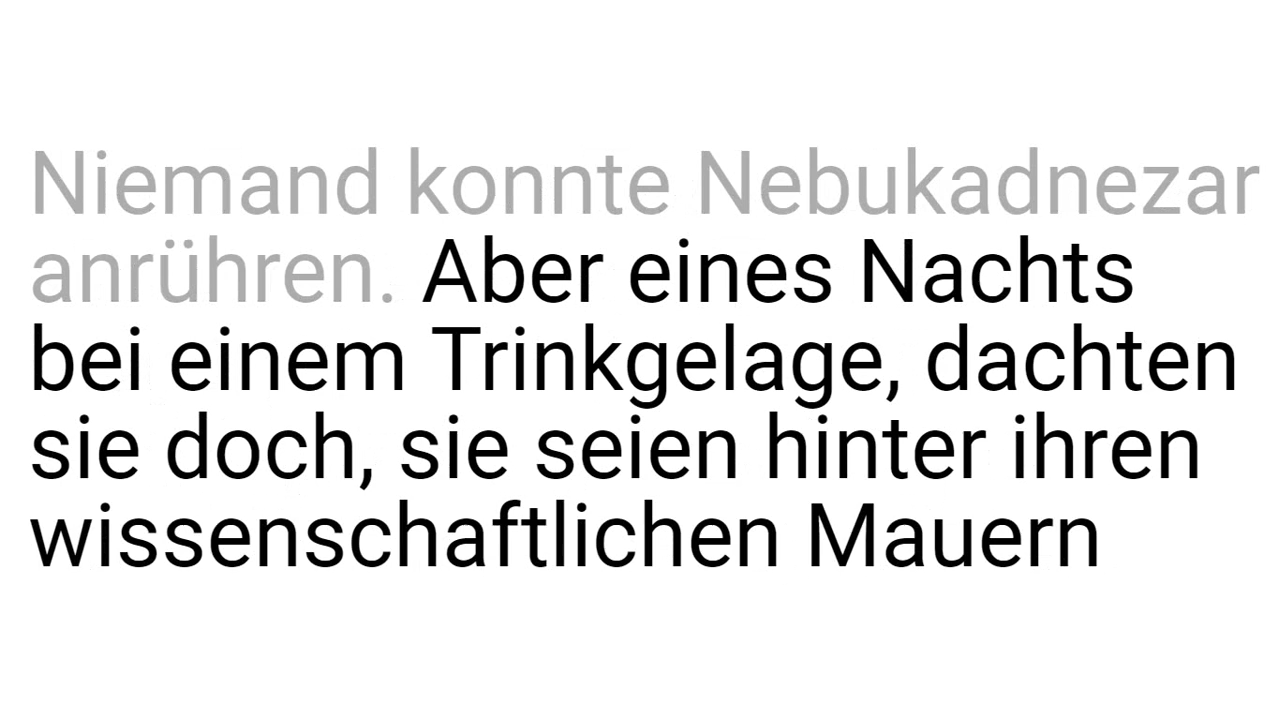 Niemand konnte Nebukadnezar
anrühren. Aber eines Nachts
bei einem Trinkgelage, dachten
sie doch, sie seien hinter ihren
wissenschaftlichen Mauern